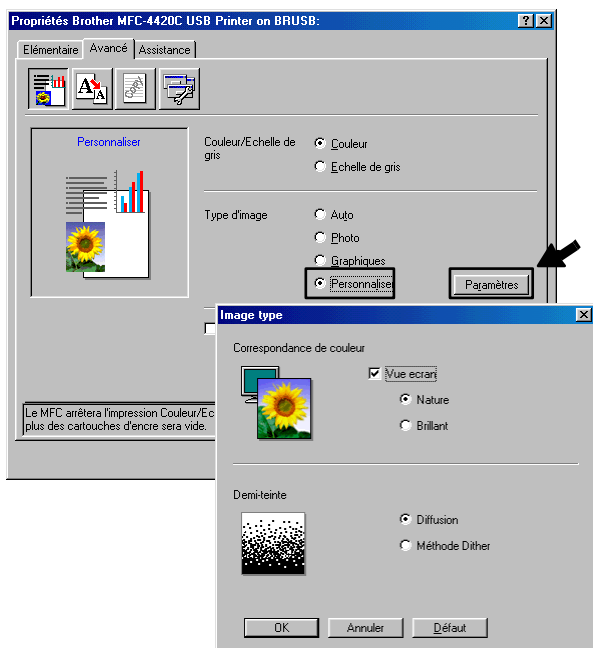 Propriétés Brother MFC-4420C USB Printer on BRUSB:
Elémentaire Avancé Assistance
Personnaliser
Couleur/Echelle de
gris
Couleur
Echelle de gris
Type d'image
Auto
Photo
Graphiques
Personnaliser
Paramètres
Le MFC arrêtera l'impression Couleur/Ec
plus des cartouches d'encre sera vide.
Image type
Correspondance de couleur
Vue ecran
Nature
Brillant
Demi-teinte
Diffusion
Méthode Dither
OK Annuler Défaut